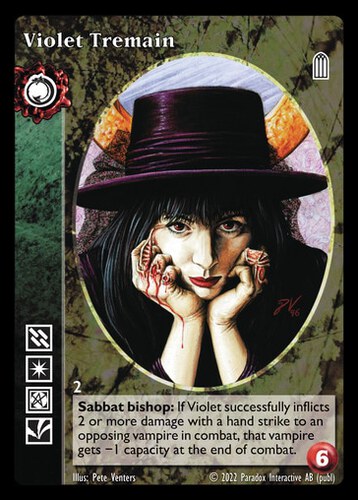 Violet Tremain
2
Sabbat bishop: If Violet successfully inflicts
2 or more damage with a hand strike to an
opposing vampire in combat, that vampire
gets −1 capacity at the end of combat.
6
Illus: Pete Venters
© 2022 Paradox Interactive AB (publ)